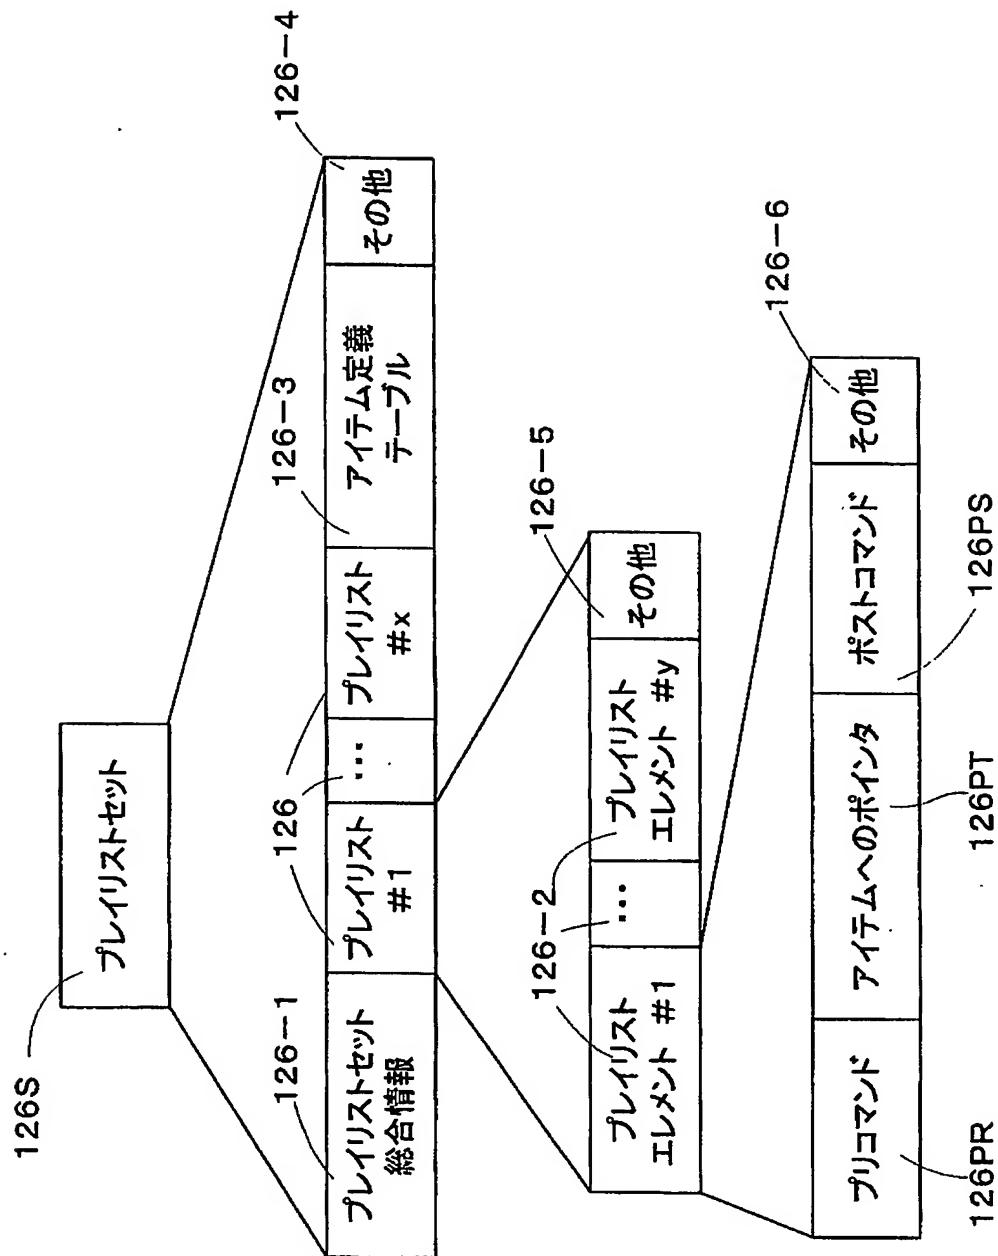 126S
プレイリストセット
126-1
126
126-3
126-4
プレイリストセット
総合情報
プレイリスト
#1
…
プレイリスト
#x
アイテム定義
テーブル
その他
126-2
126-5
プレイリスト
エレメント #1
…
プレイリスト
エレメント #y
その他
126-6
プリコマンド
アイテムへのポインタ
ポストコマンド
その他
126PR
126PT
126PS